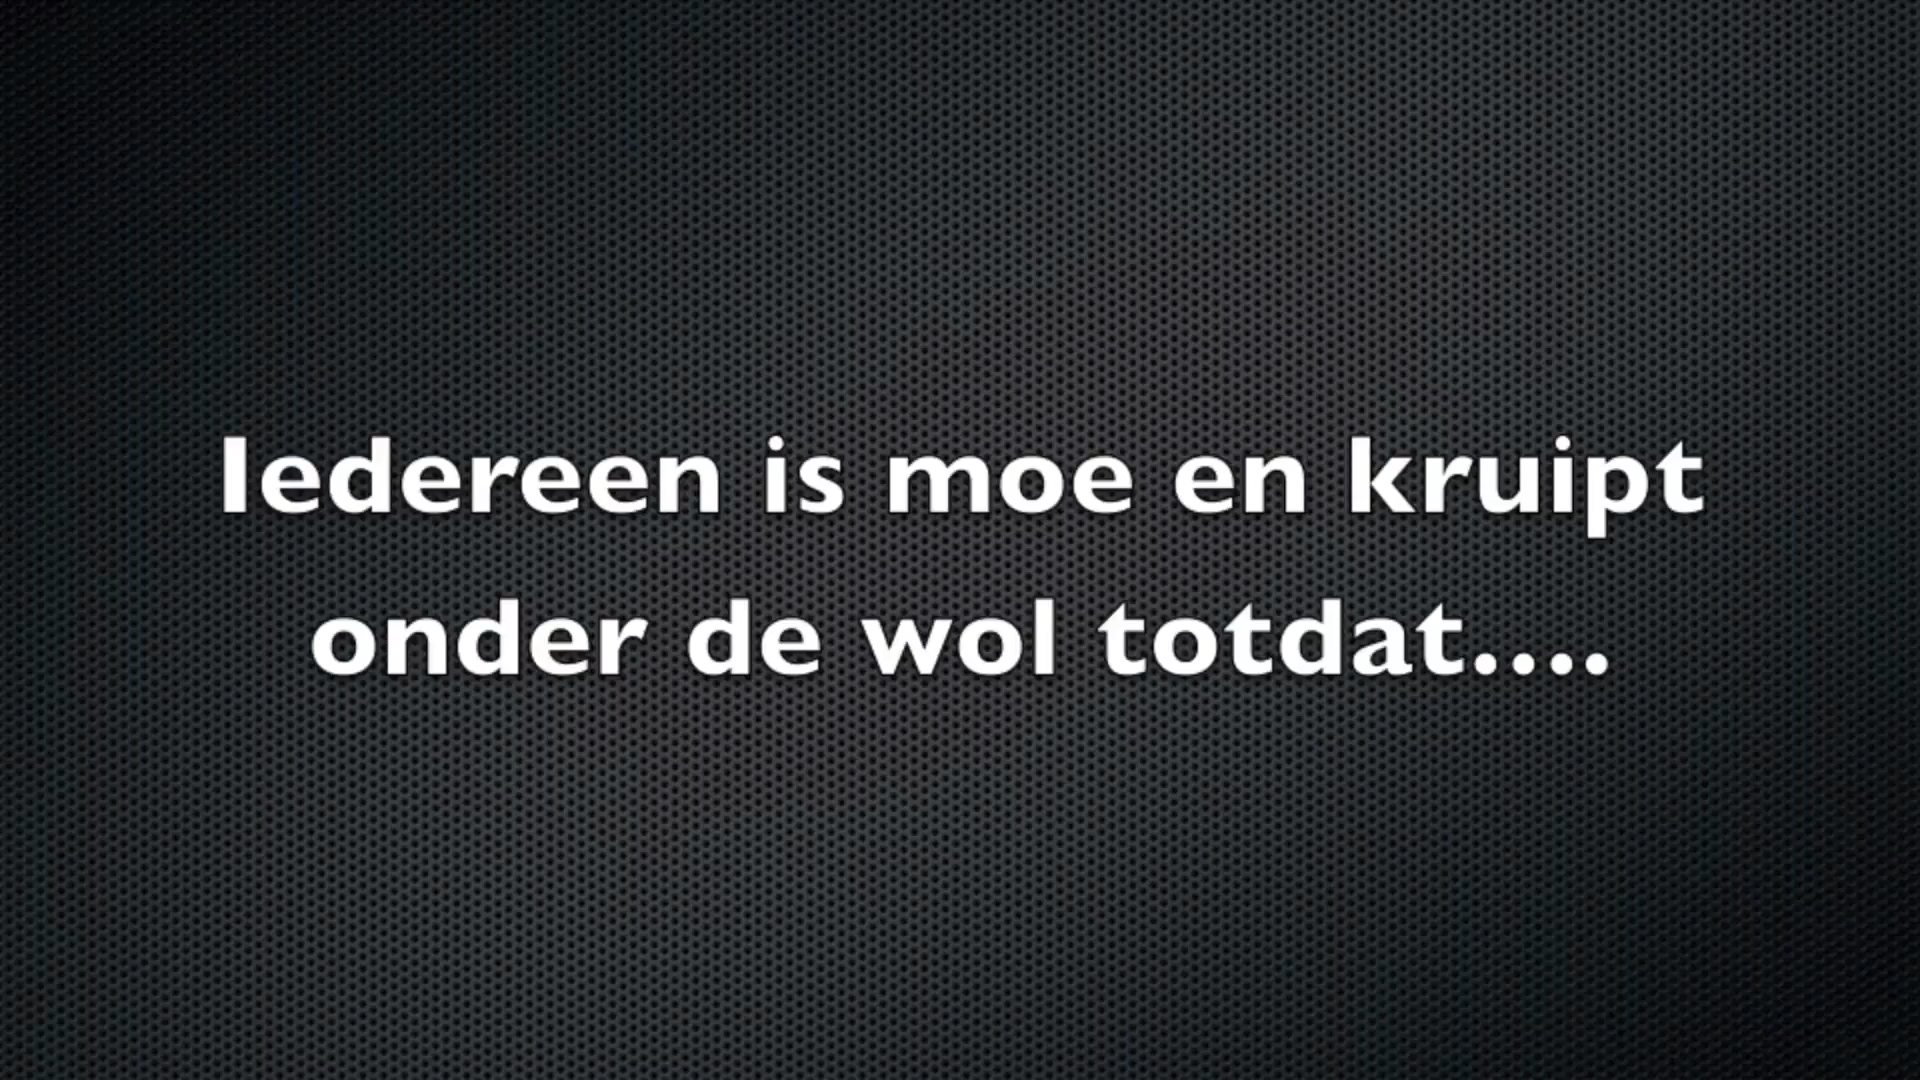 Iedereen is moe en kruipt
onder de wol totdat....